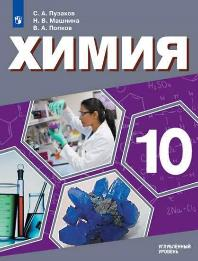 С. А. Пузаков
Н. В. Машнина
В. А. Попков
ХИМИЯ
10
УГЛУБЛЁННЫЙ
УРОВЕНЬ